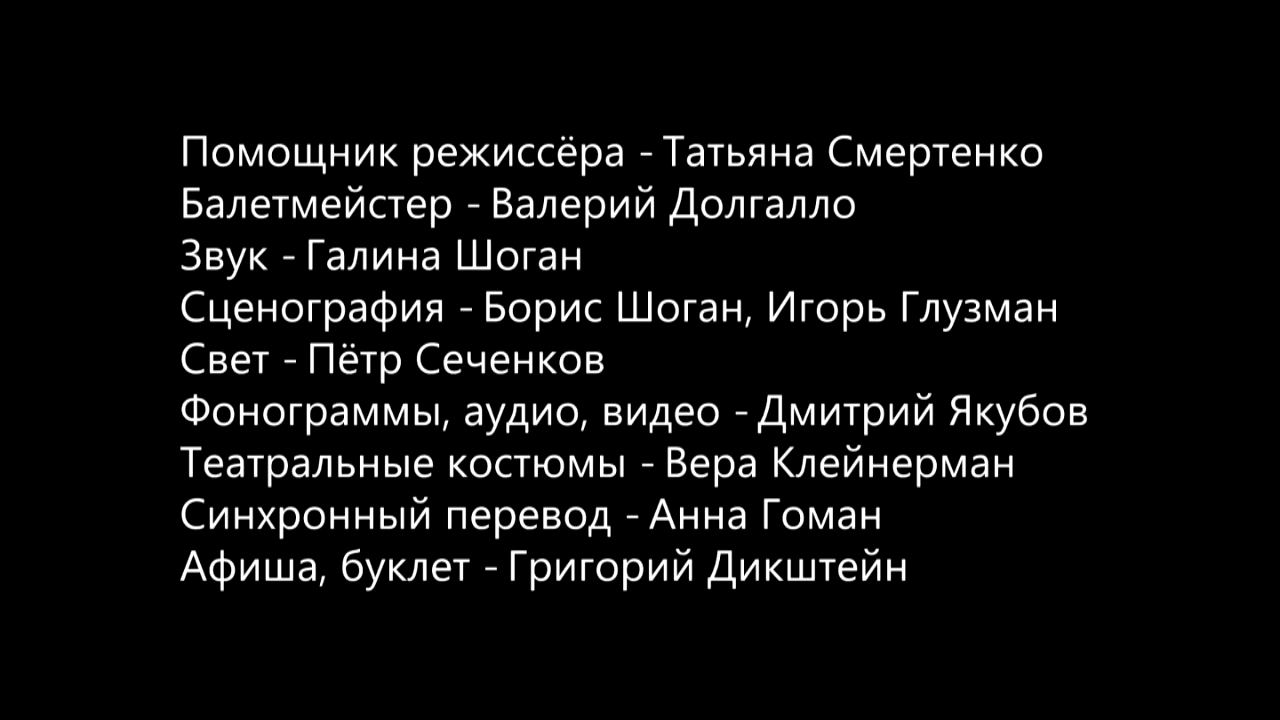 Помощник режиссёра - Татьяна Смертенко
Балетмейстер - Валерий Долгалло
Звук - Галина Шоган
Сценография - Борис Шоган, Игорь Глузман
Свет - Пётр Сеченков
Фонограммы, аудио, видео - Дмитрий Якубов
Театральные костюмы - Вера Клейнерман
Синхронный перевод - Анна Гоман
Афиша, буклет - Григорий Дикштейн